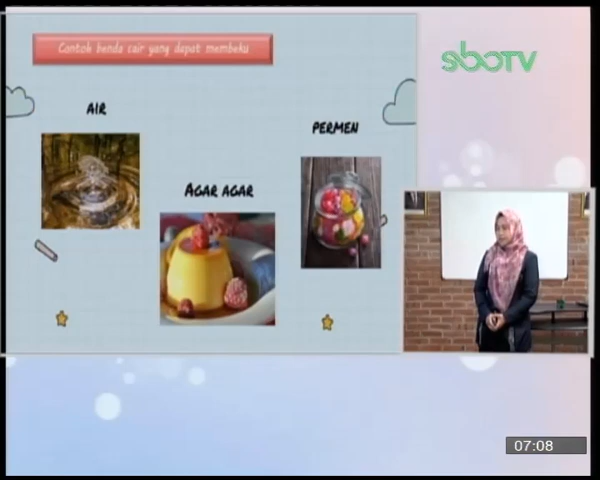 Contoh benda cair yang dapat membeku
sboTV
AIR
PERMEN
AGAR AGAR
07:08